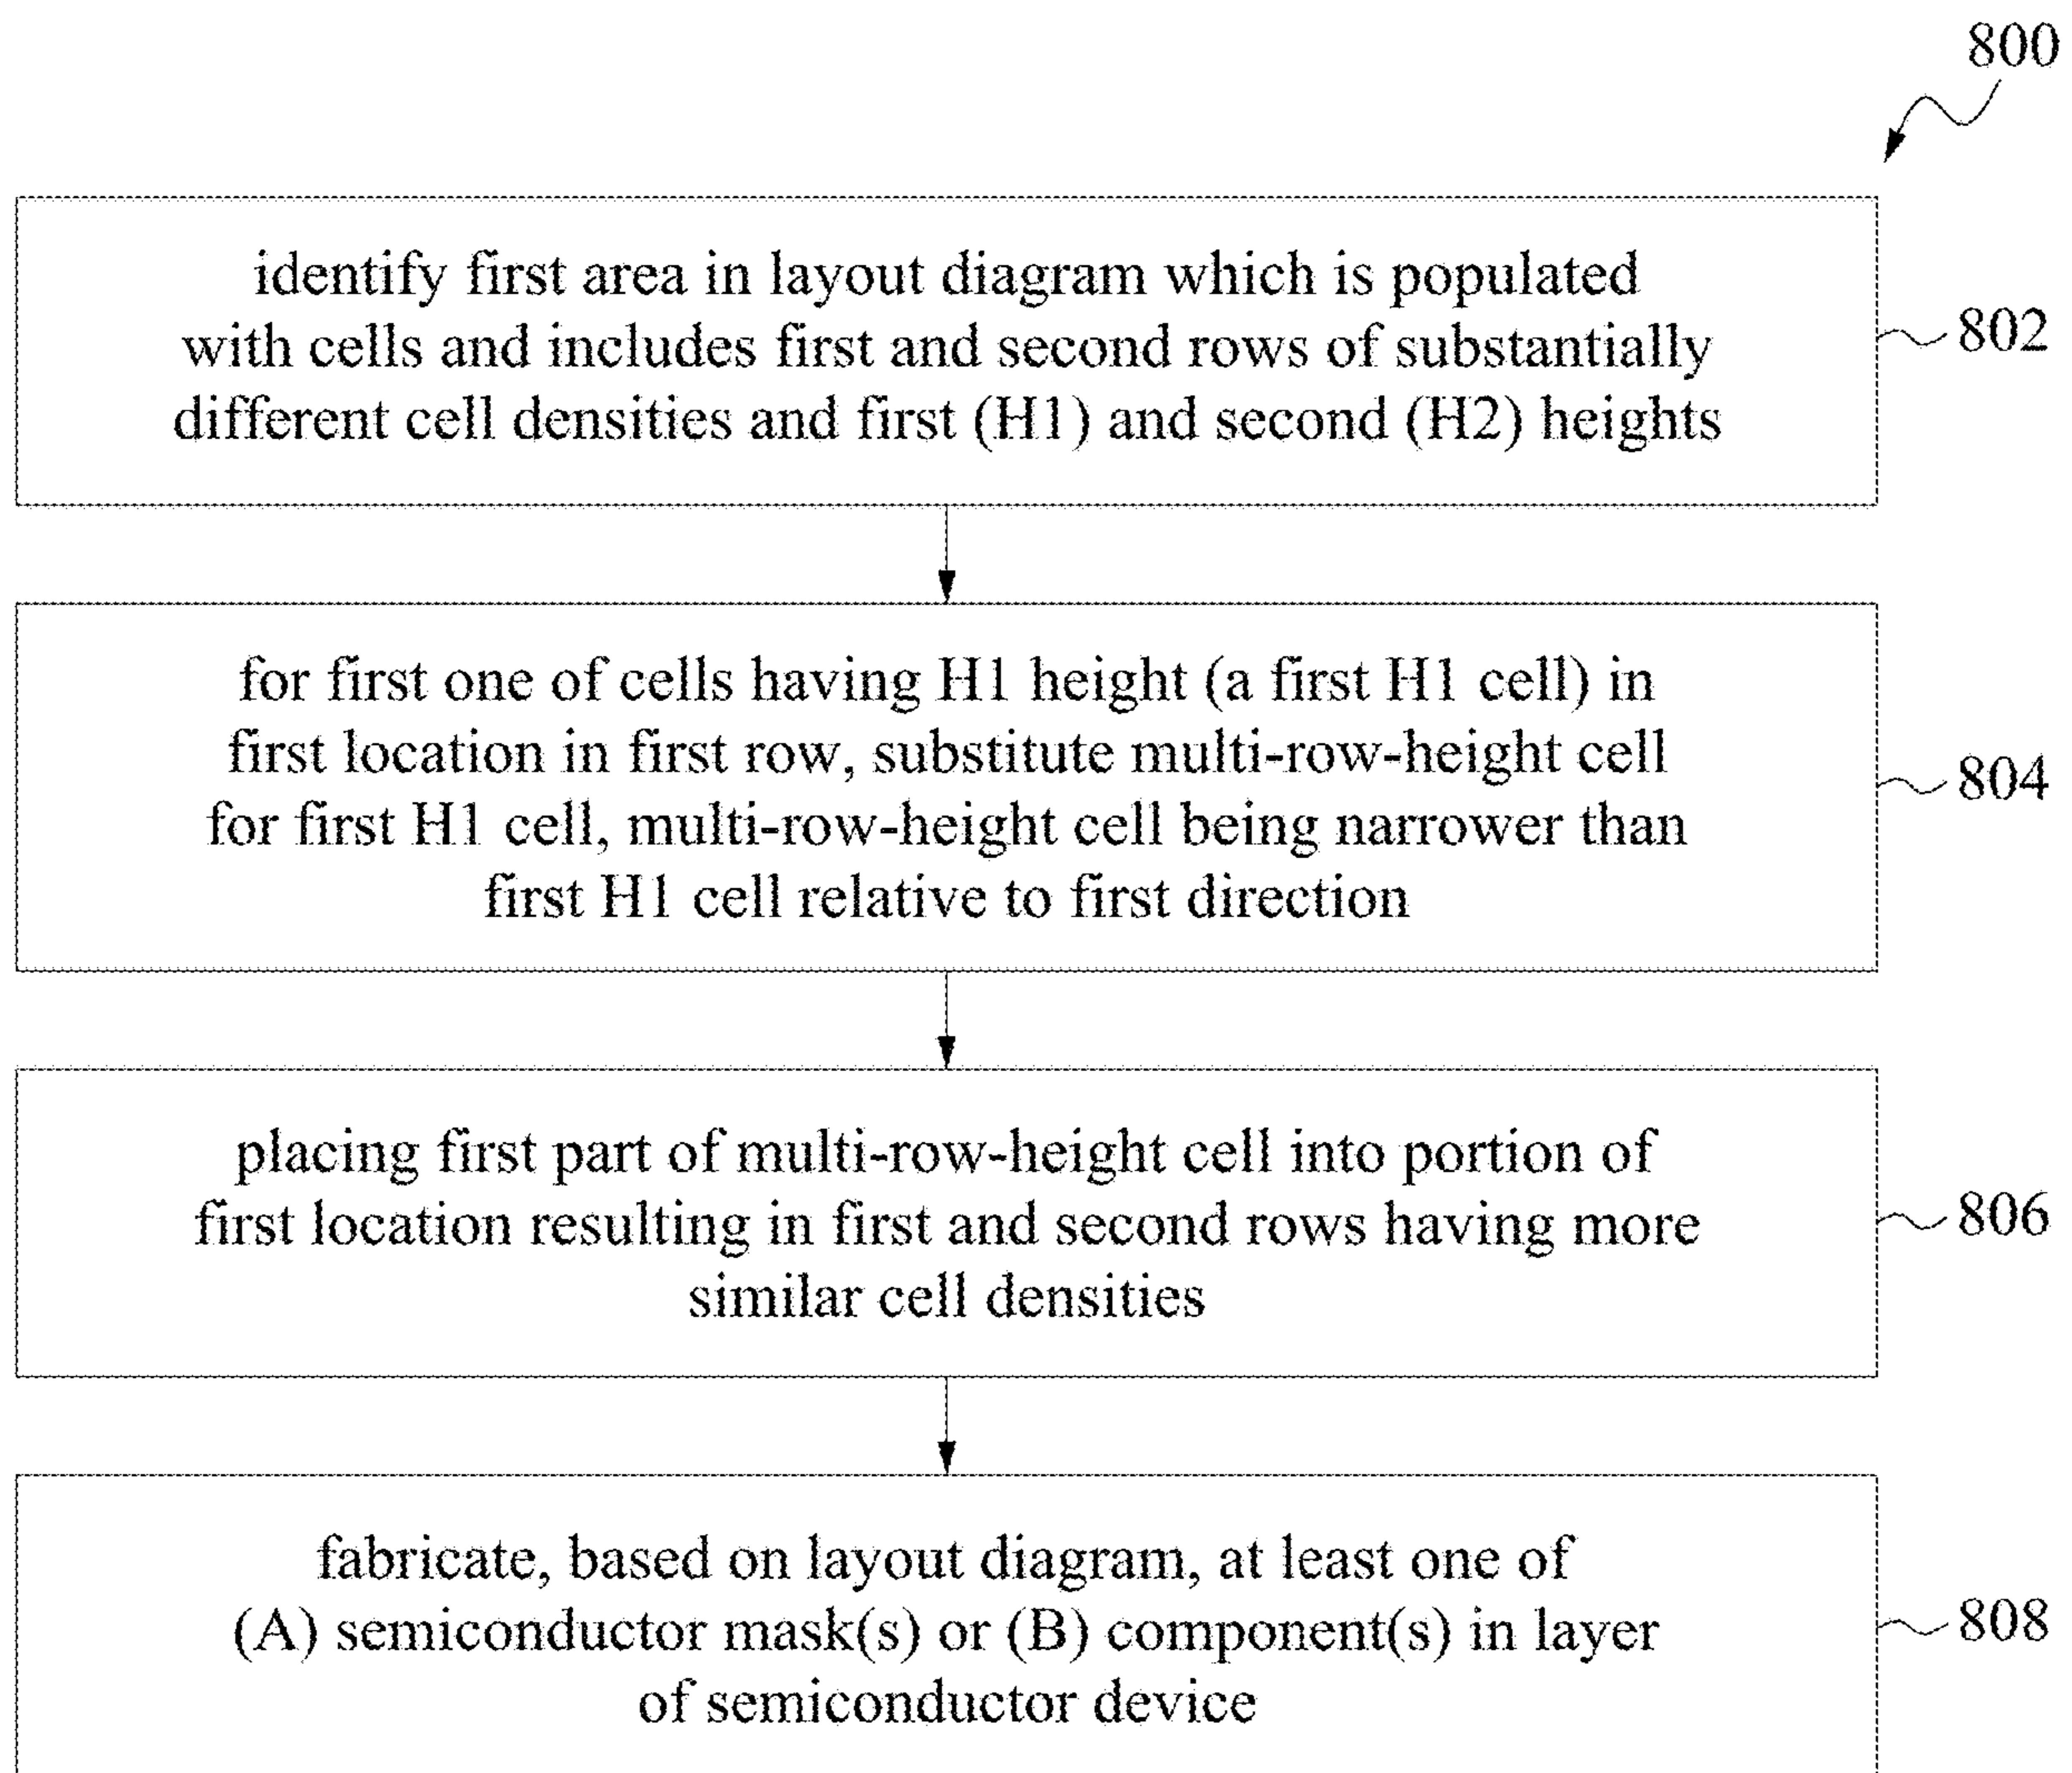 800
identify first area in layout diagram which is populated
with cells and includes first and second rows of substantially
different cell densities and first (H1) and second (H2) heights
802
for first one of cells having H1 height (a first H1 cell) in
first location in first row, substitute multi-row-height cell
for first H1 cell, multi-row-height cell being narrower than
first H1 cell relative to first direction
804
placing first part of multi-row-height cell into portion of
first location resulting in first and second rows having more
similar cell densities
806
fabricate, based on layout diagram, at least one of
(A) semiconductor mask(s) or (B) component(s) in layer
of semiconductor device
808